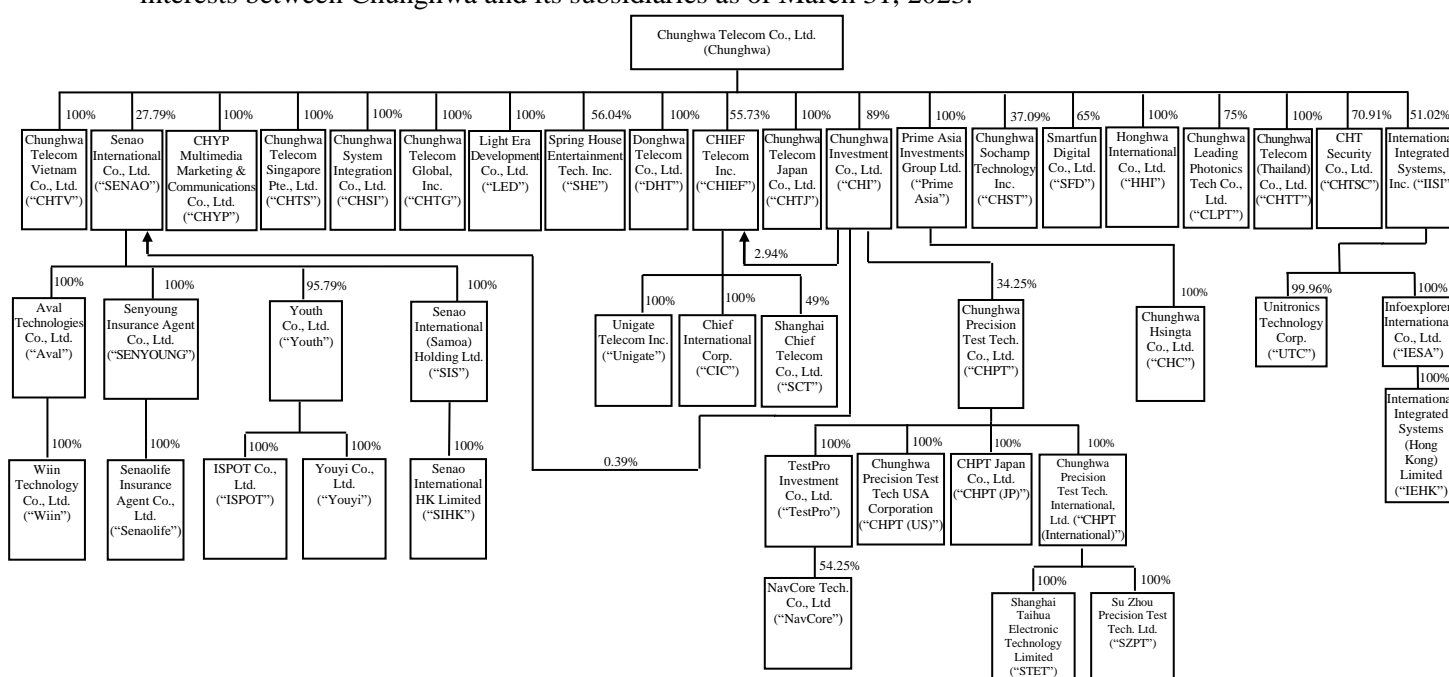 interests between Chunghwa and its subsidiaries as of March 31, 2023.
Chunghwa Telecom Co., Ltd.
(Chunghwa)
100%
27.79%
100%
100%
100%
100%
100%
56.04%
100%
55.73%
100%
89%
100%
37.09%
65%
100%
75%
100%
70.91%
51.02%
Chunghwa
Telecom
Vietnam
Co., Ltd.
(“CHTV”)
Senao
International
Co., Ltd.
(“SENAO”)
CHYP
Multimedia
Marketing &
Communications
Co., Ltd.
(“CHYP”)
Chunghwa
Telecom
Singapore
Pte., Ltd.
(“CHTS”)
Chunghwa
System
Integration
Co., Ltd.
(“CHSI”)
Chunghwa
Telecom
Global,
Inc.
(“CHTG”)
Light Era
Development
Co., Ltd.
(“LED”)
Spring House
Entertainment
Tech. Inc.
(“SHE”)
Donghwa
Telecom
Co., Ltd.
(“DHT”)
CHIEF
Telecom
Inc.
(“CHIEF”)
Chunghwa
Telecom
Japan
Co., Ltd.
(“CHTJ”)
Chunghwa
Investment
Co., Ltd.
(“CHI”)
Prime Asia
Investments
Group Ltd.
(“Prime
Asia”)
Chunghwa
Sochamp
Technology
Inc.
(“CHST”)
Smartfun
Digital
Co., Ltd.
(“SFD”)
Honghwa
International
Co., Ltd.
(“HHI”)
Chunghwa
Leading
Photonics
Tech Co.,
Ltd.
(“CLPT”)
Chunghwa
Telecom
(Thailand)
Co., Ltd.
(“CHTT”)
CHT
Security
Co., Ltd.
(“CHTSC”)
International
Integrated
Systems,
Inc. (“IISI”)
2.94%
100%
100%
95.79%
100%
100%
100%
49%
34.25%
100%
99.96%
100%
Aval
Technologies
Co., Ltd.
(“Aval”)
Senyoung
Insurance Agent
Co., Ltd.
(“SENYOUNG”)
Youth
Co., Ltd.
(“Youth”)
Senao
International
(Samoa)
Holding Ltd.
(“SIS”)
Unigate
Telecom Inc.
(“Unigate”)
Chief
International
Corp.
(“CIC”)
Shanghai
Chief
Telecom
Co., Ltd.
(“SCT”)
Chunghwa
Precision
Test Tech.
Co., Ltd.
(“CHPT”)
Chunghwa
Hsingta
Co., Ltd.
(“CHC”)
Unitronics
Technology
Corp.
(“UTC”)
Infoexplorer
International
Co., Ltd.
(“IESA”)
100%
100%
100%
100%
100%
0.39%
100%
100%
100%
100%
100%
Wiin
Technology
Co., Ltd.
(“Wiin”)
Senaolife
Insurance
Agent Co.,
Ltd.
(“Senaolife”)
ISPOT Co.,
Ltd.
(“ISPOT”)
Youyi Co.,
Ltd.
(“Youyi”)
Senao
International
HK Limited
(“SIHK”)
TestPro
Investment
Co., Ltd.
(“TestPro”)
Chunghwa
Precision Test
Tech USA
Corporation
(“CHPT (US)”)
CHPT Japan
Co., Ltd.
(“CHPT (JP)”)
Chunghwa
Precision
Test Tech.
International,
Ltd. (“CHPT
(International)”)
International
Integrated
Systems
(Hong
Kong)
Limited
(“IEHK”)
54.25%
100%
100%
NavCore Tech.
Co., Ltd
(“NavCore”)
Shanghai
Taihua
Electronic
Technology
Limited
(“STET”)
Su Zhou
Precision Test
Tech. Ltd.
(“SZPT”)